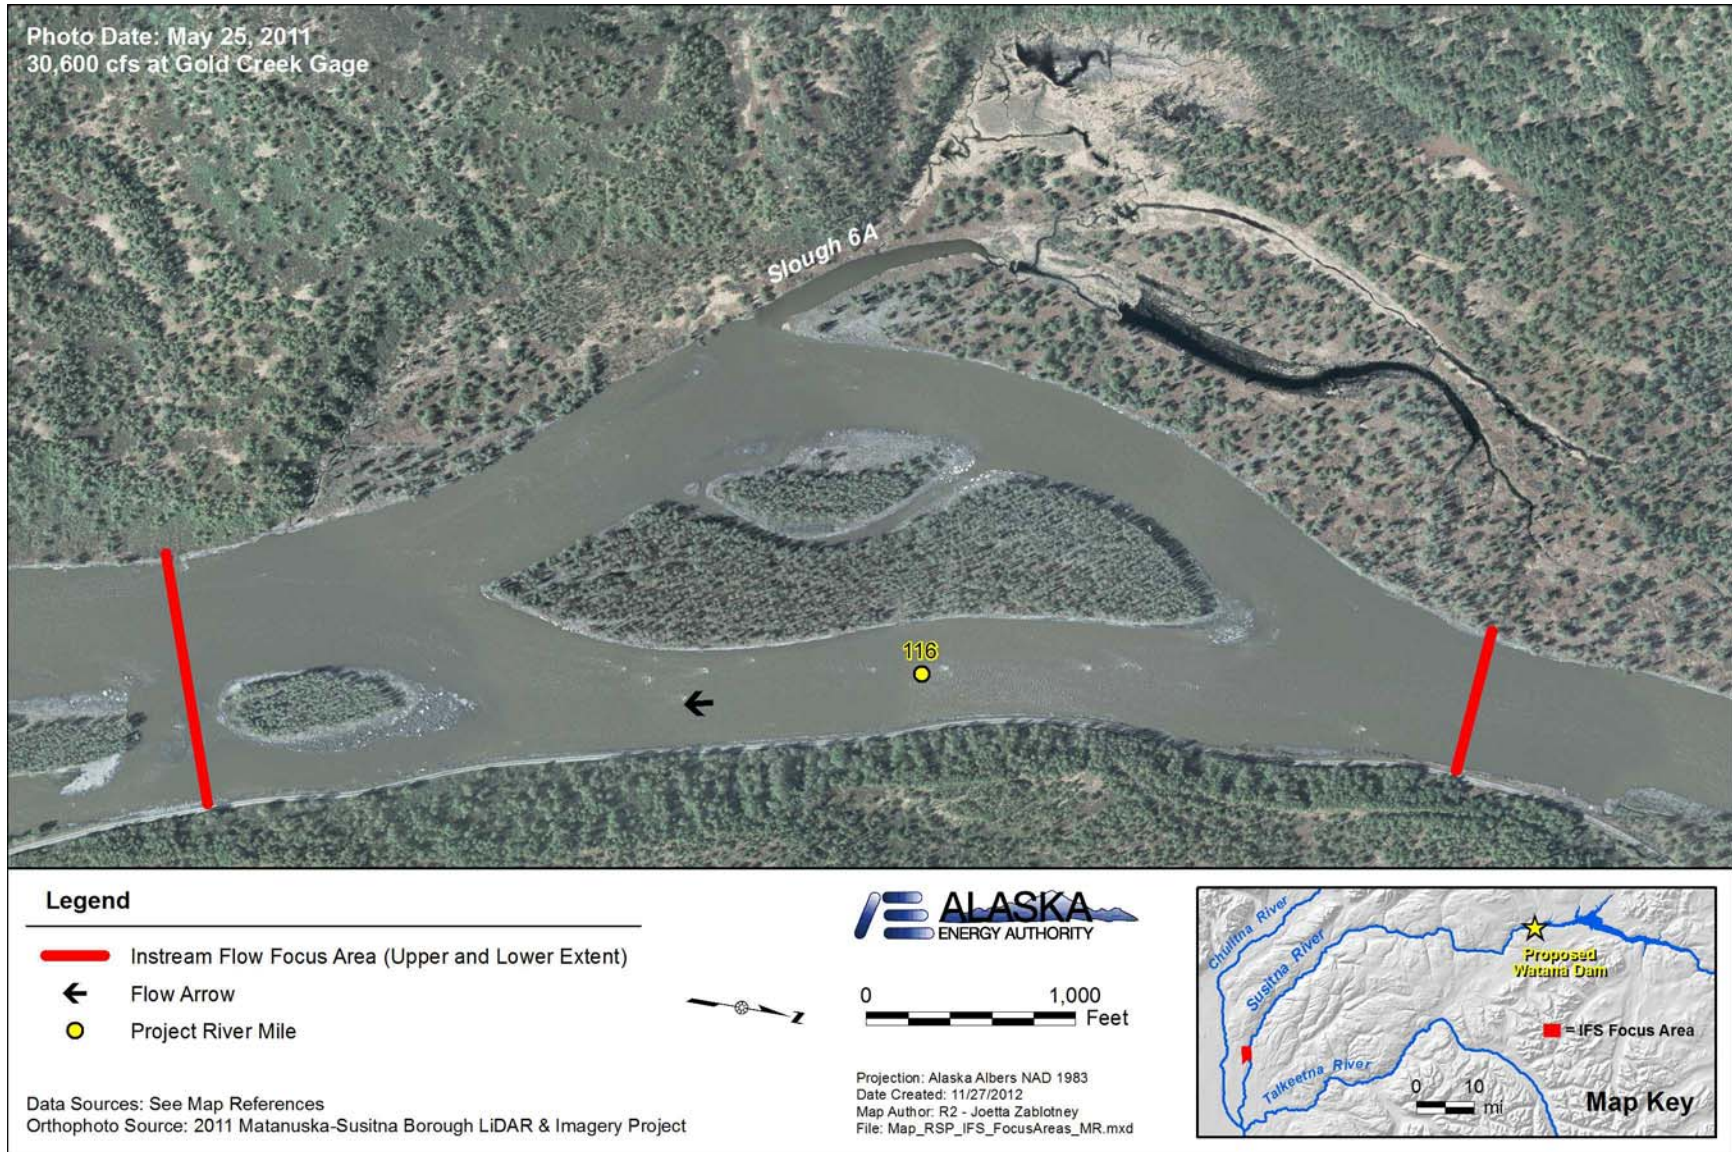 Photo Date: May 25, 2011
30,600 cfs at Gold Creek Gage
Slough 6A
116
Legend
Instream Flow Focus Area (Upper and Lower Extent)
Flow Arrow
Project River Mile
Data Sources: See Map References
Orthophoto Source: 2011 Matanuska-Susitna Borough LiDAR & Imagery Project
Z
ALASKA
ENERGY AUTHORITY
0 1,000
Feet
Projection: Alaska Albers NAD 1983
Date Created: 11/27/2012
Map Author: R2 - Joetta Zablotney
File: Map_RSP_IFS_FocusAreas_MR.mxd
Chulitna River
Susitna River
Proposed
Watana Dam
= IFS Focus Area
Talkeetna River
0 10
mi
Map Key